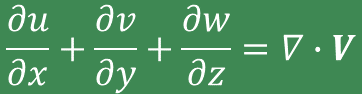 ∂u/∂x + ∂v/∂y + ∂w/∂z = ∇ · V